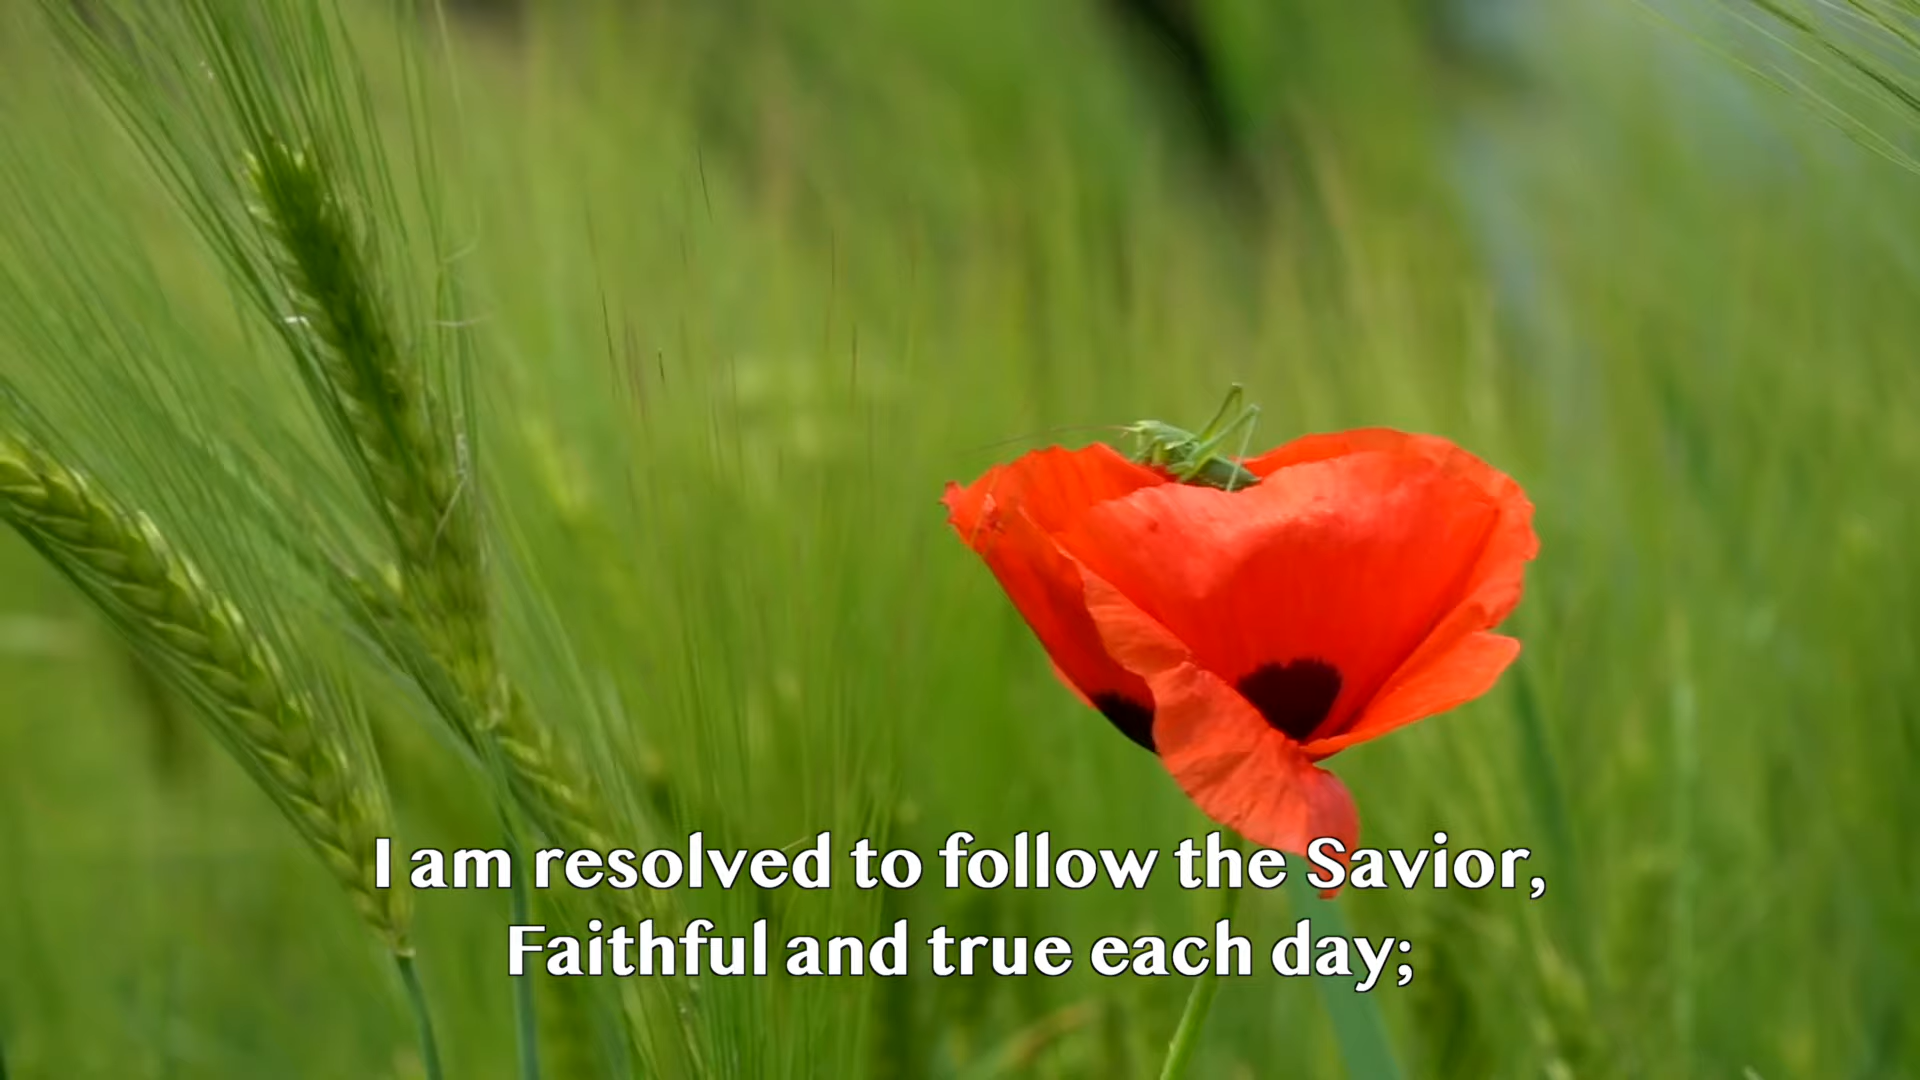 I am resolved to follow the Savior,
Faithful and true each day;